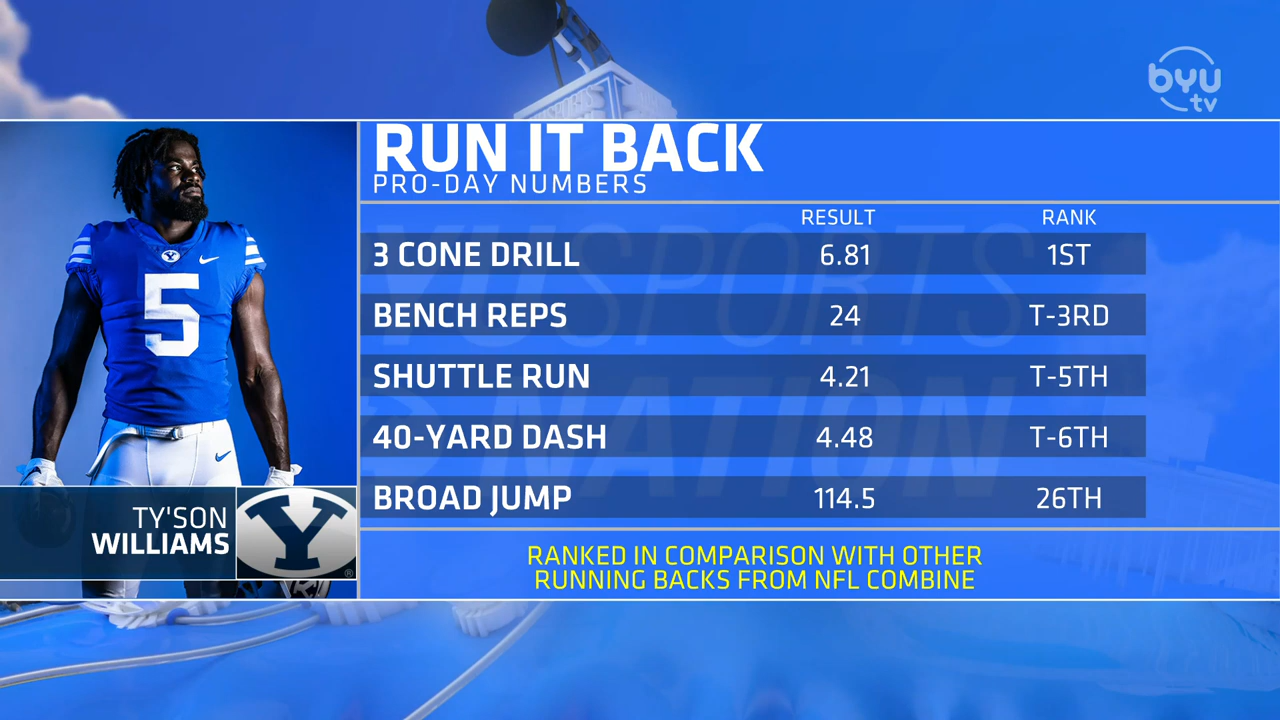 byu
tv
RUN IT BACK
PRO-DAY NUMBERS
RESULT RANK
3 CONE DRILL 6.81 1ST
BENCH REPS 24 T-3RD
SHUTTLE RUN 4.21 T-5TH
40-YARD DASH 4.48 T-6TH
BROAD JUMP 114.5 26TH
5
TY'SON
WILLIAMS
Y
RANKED IN COMPARISON WITH OTHER
RUNNING BACKS FROM NFL COMBINE